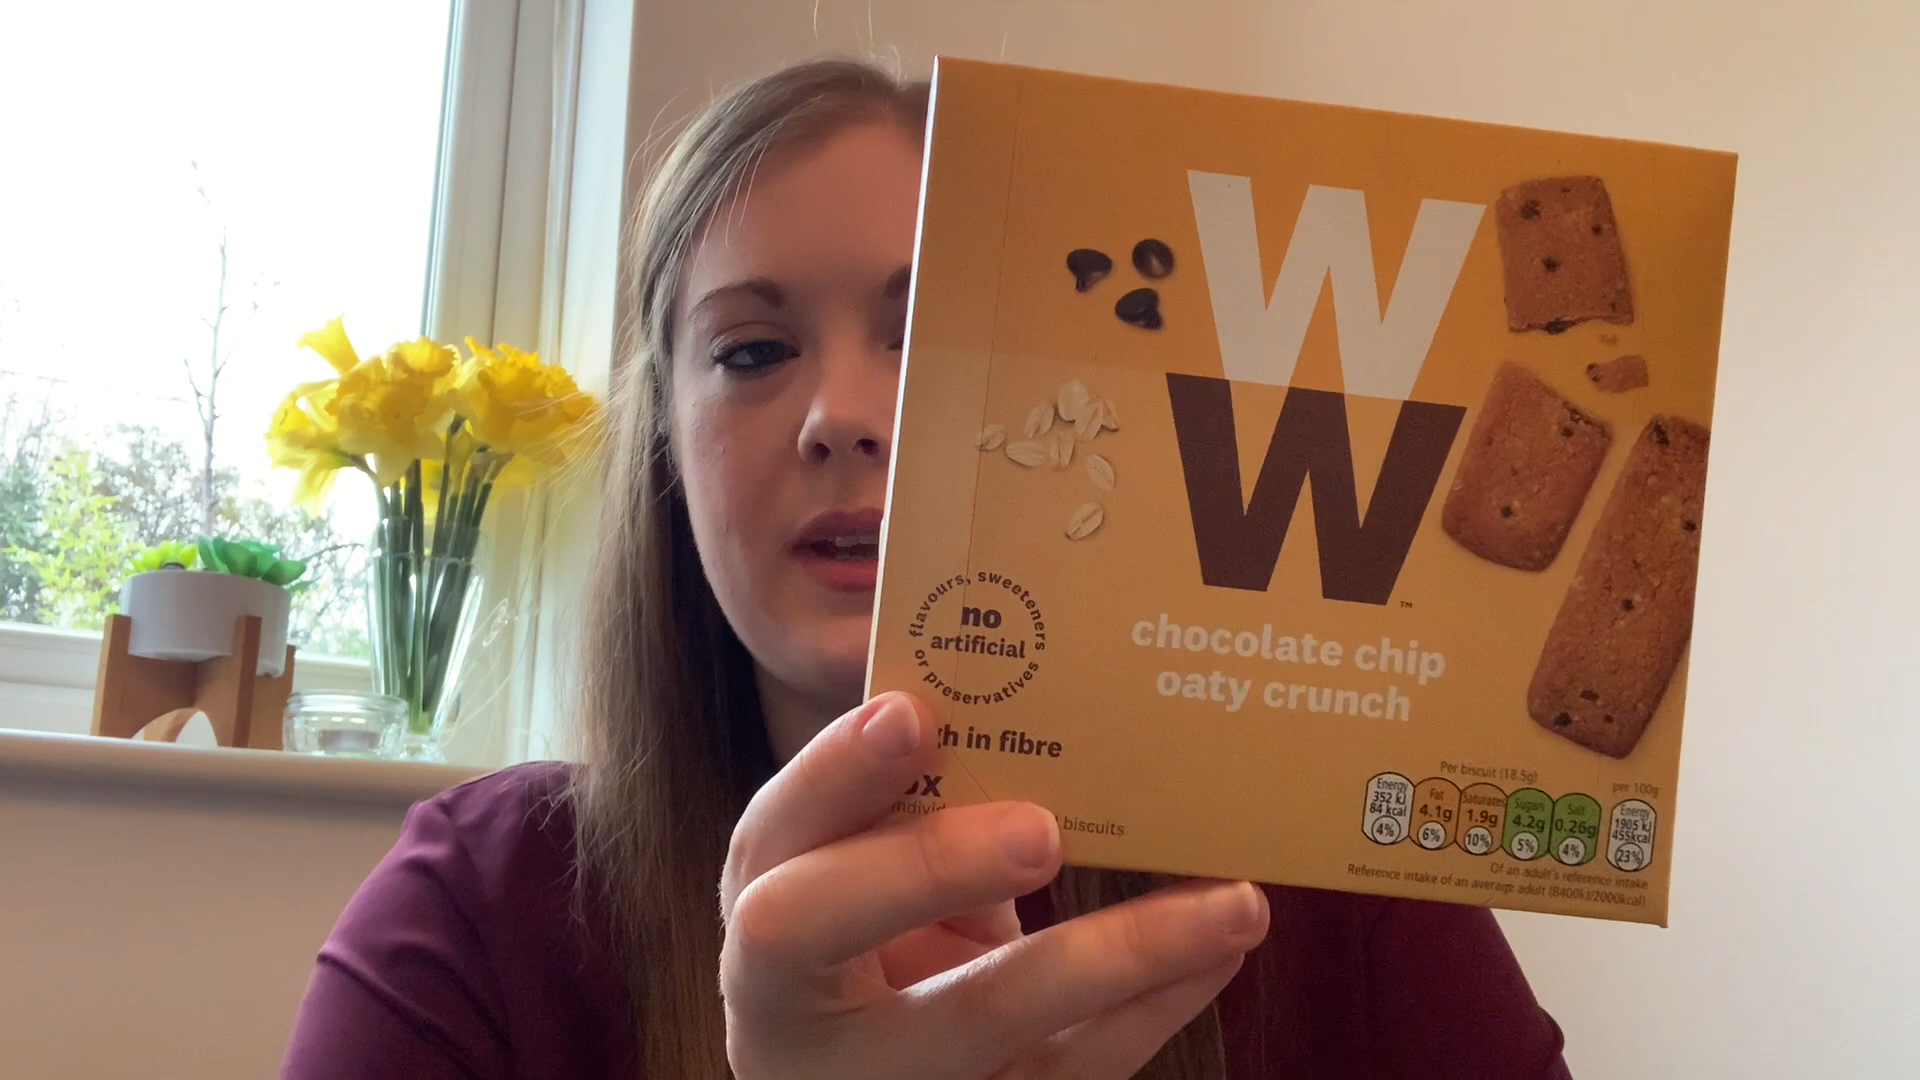 W
W™
chocolate chip
oaty crunch
flavours, sweeteners
no
artificial
or preservatives
gh in fibre
x
individ
biscuits
Per biscuit (18.5g)
per 100g
Energy 352 kJ 84 kcal 4%
Fat 4.1g 6%
Saturates 1.9g 10%
Sugars 4.2g 5%
Salt 0.26g 4%
Energy 1905 kJ 455kcal 23%
Of an adult's reference intake
Reference intake of an average adult (8400kJ/2000kcal)